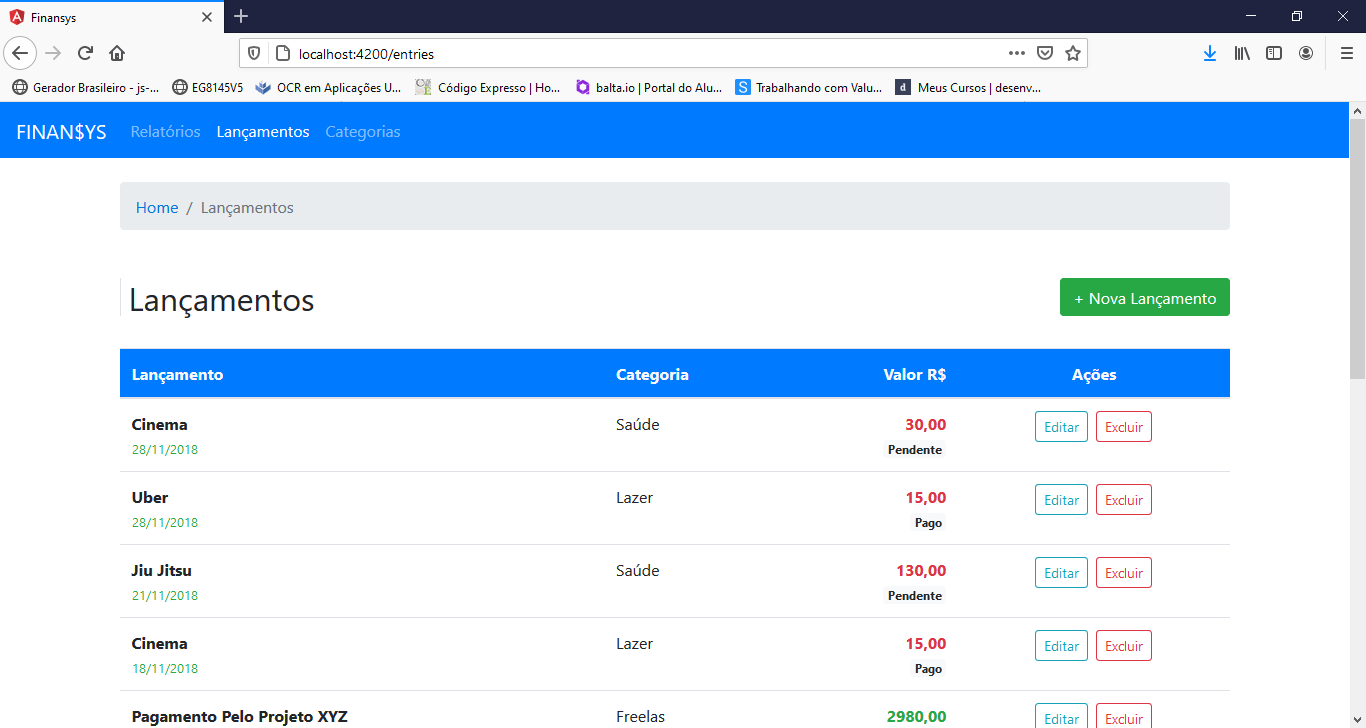 Finansys
localhost:4200/entries
Gerador Brasileiro - js-... EG8145V5 OCR em Aplicações U... Código Expresso | Ho... balta.io | Portal do Alu... Trabalhando com Valu... Meus Cursos | desenv...
FINAN$YS Relatórios Lançamentos Categorias
Home / Lançamentos
Lançamentos
+ Nova Lançamento
Lançamento Categoria Valor R$ Ações
Cinema Saúde 30,00 Editar Excluir
28/11/2018 Pendente
Uber Lazer 15,00 Editar Excluir
28/11/2018 Pago
Jiu Jitsu Saúde 130,00 Editar Excluir
21/11/2018 Pendente
Cinema Lazer 15,00 Editar Excluir
18/11/2018 Pago
Pagamento Pelo Projeto XYZ Freelas 2980,00 Editar Excluir